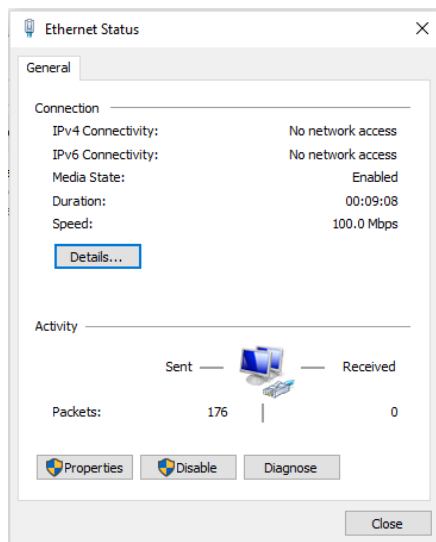 Ethernet Status
General
Connection
IPv4 Connectivity: No network access
IPv6 Connectivity: No network access
Media State: Enabled
Duration: 00:09:08
Speed: 100.0 Mbps
Details...
Activity
Sent Received
Packets: 176 0
Properties Disable Diagnose
Close